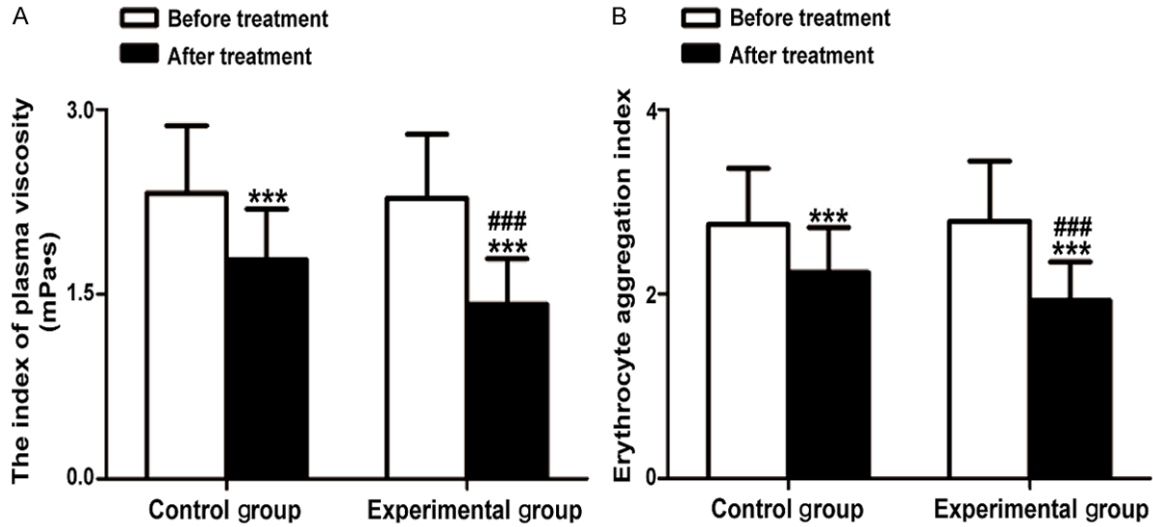 A
Before treatment
After treatment
The index of plasma viscosity
(mPa•s)
3.0
1.5
0.0
***
###
***
Control group
Experimental group
B
Before treatment
After treatment
Erythrocyte aggregation index
4
2
0
***
###
***
Control group
Experimental group